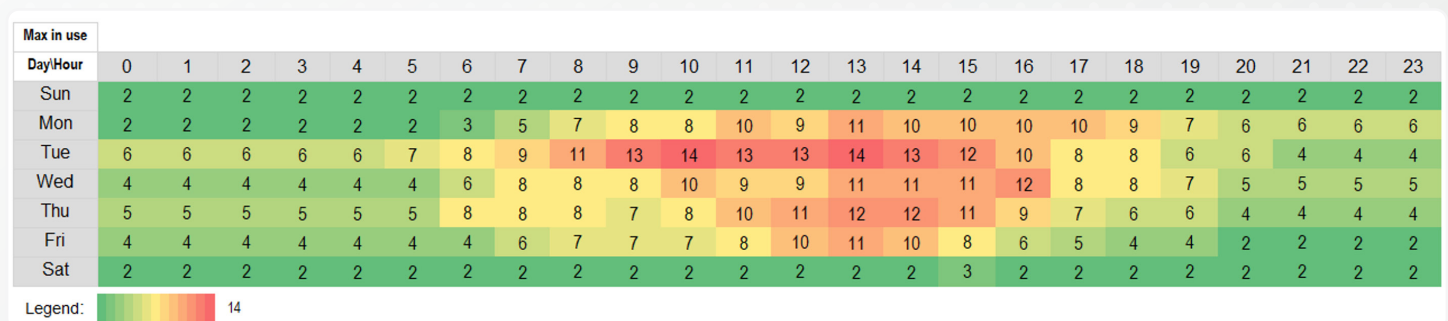 Max in use
Day\Hour 0 1 2 3 4 5 6 7 8 9 10 11 12 13 14 15 16 17 18 19 20 21 22 23
Sun 2 2 2 2 2 2 2 2 2 2 2 2 2 2 2 2 2 2 2 2 2 2 2 2
Mon 2 2 2 2 2 2 3 5 7 8 8 10 9 11 10 10 10 10 9 7 6 6 6 6
Tue 6 6 6 6 6 7 8 9 11 13 14 13 13 14 13 12 10 8 8 6 6 4 4 4
Wed 4 4 4 4 4 4 6 8 8 8 10 9 9 11 11 11 12 8 8 7 5 5 5 5
Thu 5 5 5 5 5 5 8 8 8 7 8 10 11 12 12 11 9 7 6 6 4 4 4 4
Fri 4 4 4 4 4 4 4 6 7 7 7 8 10 11 10 8 6 5 4 4 2 2 2 2
Sat 2 2 2 2 2 2 2 2 2 2 2 2 2 2 2 3 2 2 2 2 2 2 2 2
Legend: 14